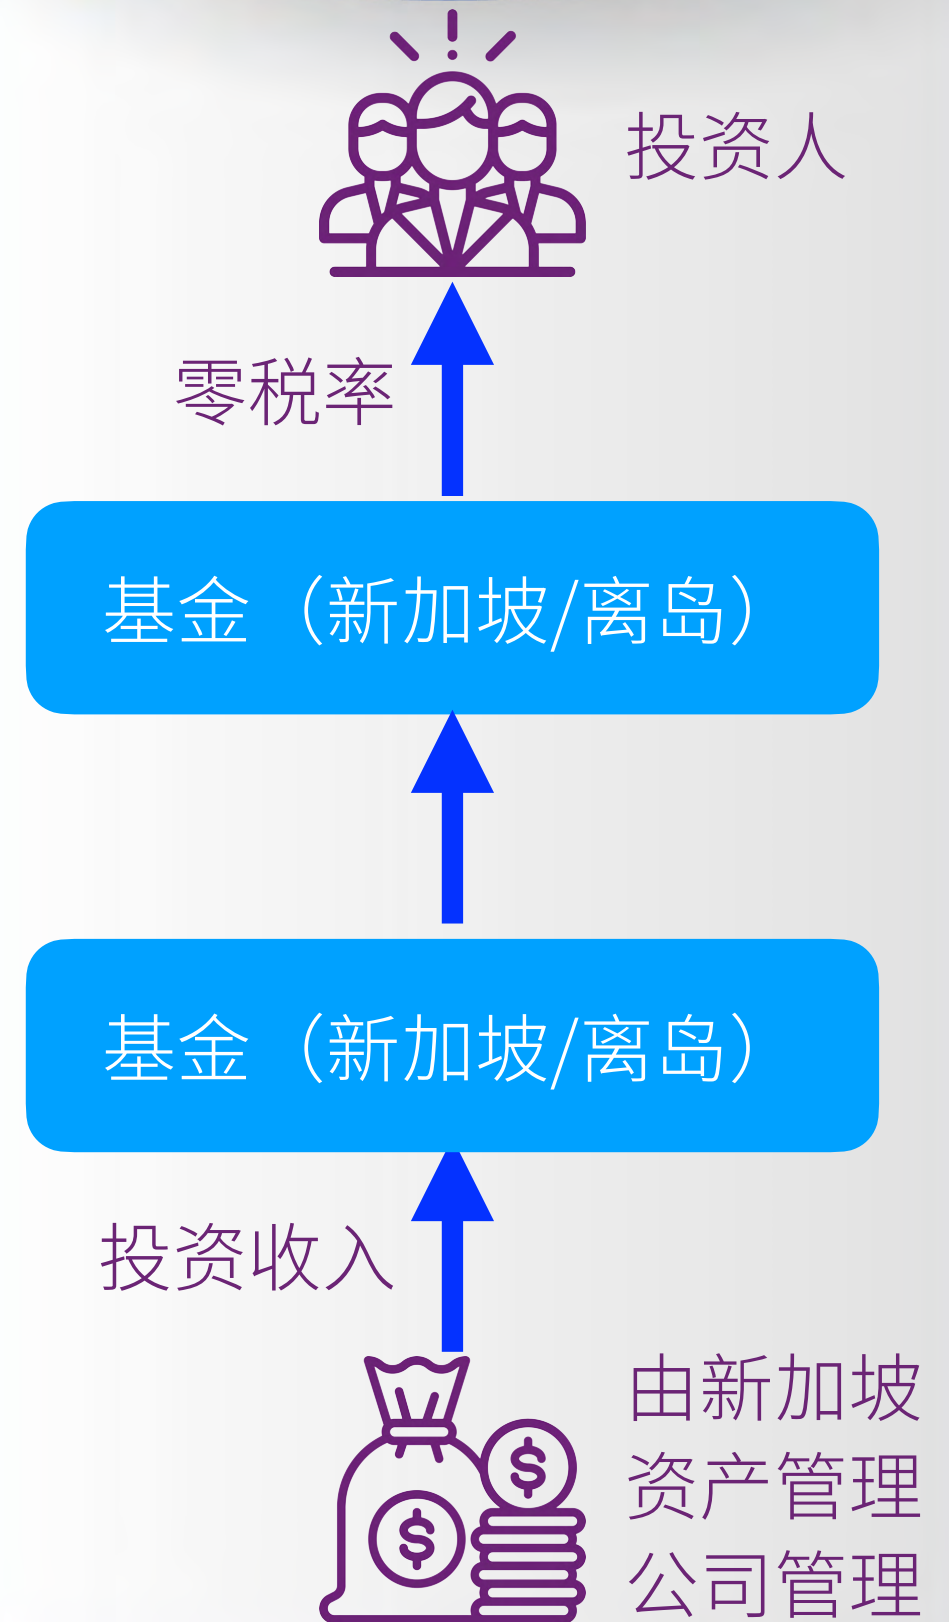 投资人
零税率
基金（新加坡/离岛）
基金（新加坡/离岛）
投资收入
由新加坡
资产管理
公司管理